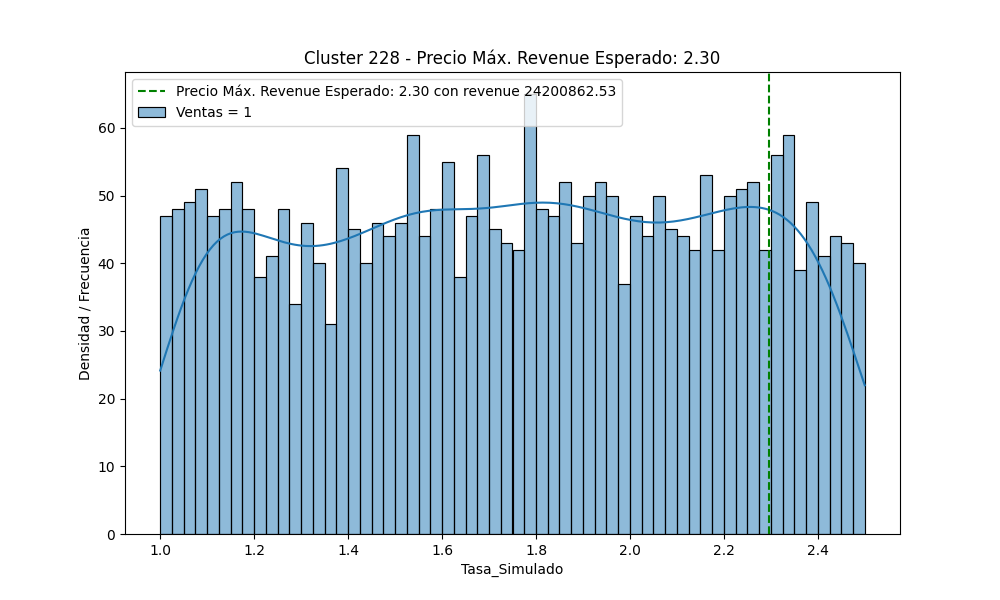 Cluster 228 - Precio Máx. Revenue Esperado: 2.30
Precio Máx. Revenue Esperado: 2.30 con revenue 24200862.53
Ventas = 1
Densidad / Frecuencia
60
50
40
30
20
10
0
1.0 1.2 1.4 1.6 1.8 2.0 2.2 2.4
Tasa_Simulado